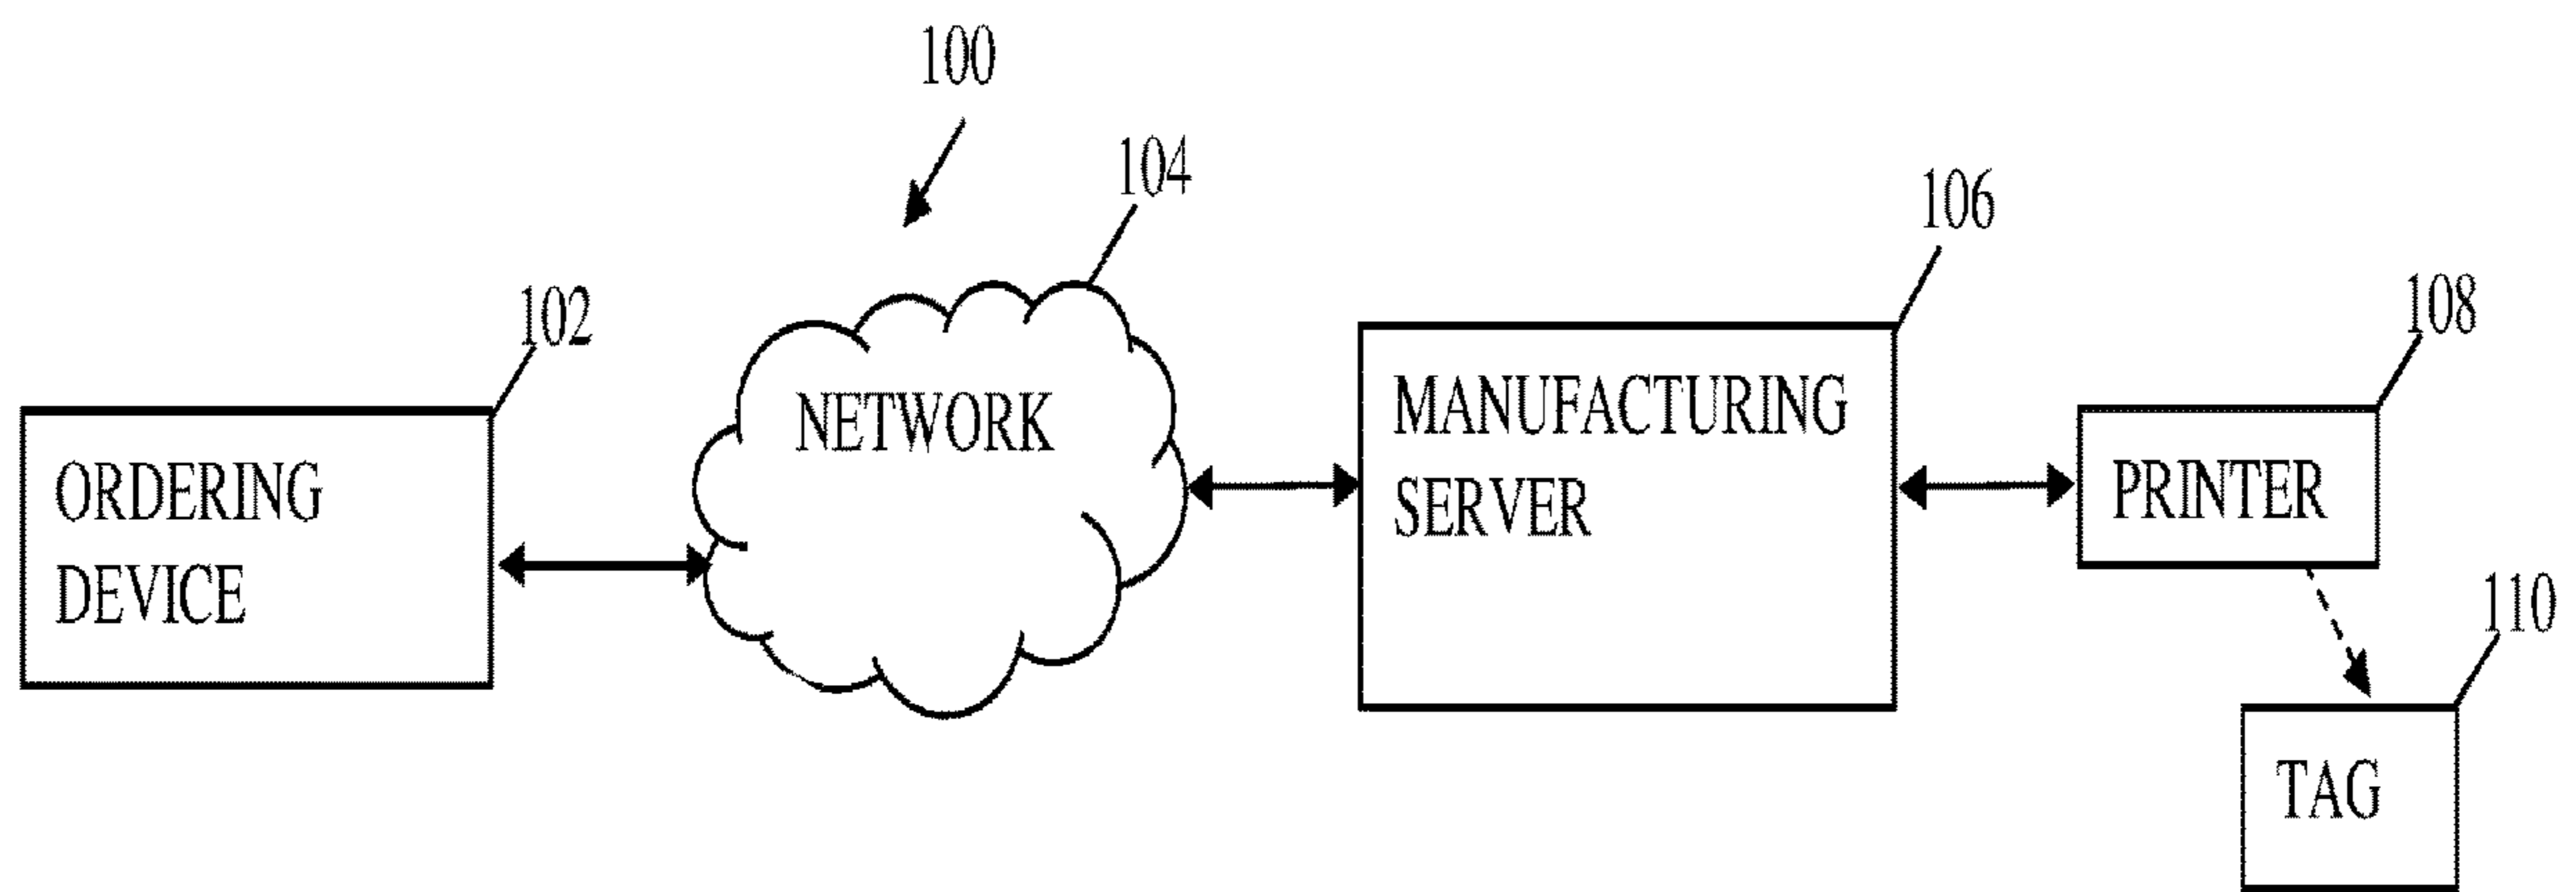 100
104
106
102
108
NETWORK
MANUFACTURING
SERVER
ORDERING
DEVICE
PRINTER
110
TAG